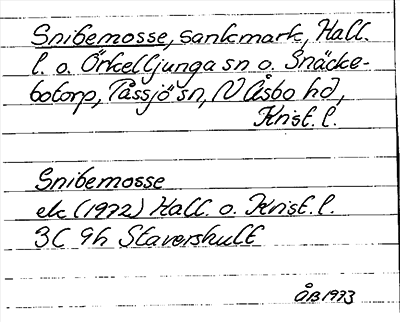 Snibemosse, sankmark, Hall.
l. o. Örkelljunga sn o. Snäcke-
botorp, Tåssjö sn, N Åsbo hd,
Krist. l.
Snibemosse
ek (1972) Hall. o. Krist. l.
3C 9h Stavershult
ÅB 1973